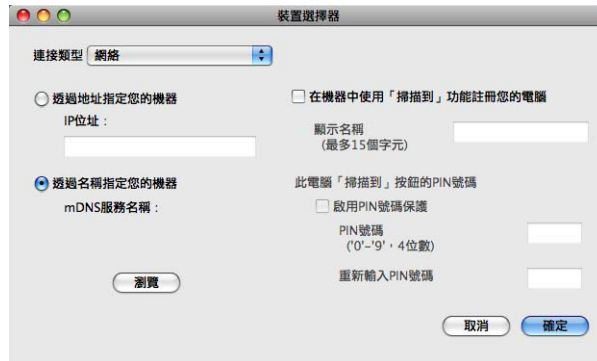 裝置選擇器
連接類型 網絡
透過地址指定您的機器
IP位址：
透過名稱指定您的機器
mDNS服務名稱：
瀏覽
在機器中使用「掃描到」功能註冊您的電腦
顯示名稱
(最多15個字元)
此電腦「掃描到」按鈕的PIN號碼
啟用PIN號碼保護
PIN號碼
('0'-'9'，4位數)
重新輸入PIN號碼
取消 確定